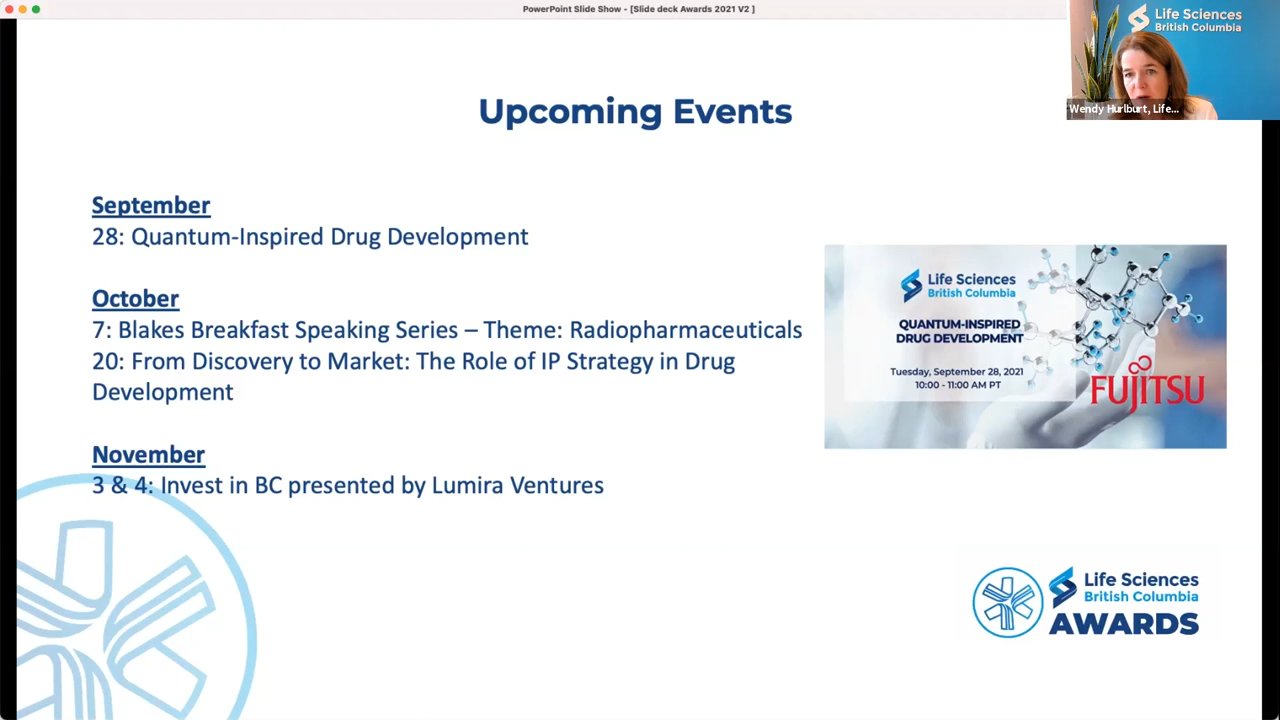 PowerPoint Slide Show - [Slide deck Awards 2021 V2 ]
Life Sciences
British Columbia
Wendy Hurlburt, Life...
Upcoming Events
September
28: Quantum-Inspired Drug Development
October
7: Blakes Breakfast Speaking Series – Theme: Radiopharmaceuticals
20: From Discovery to Market: The Role of IP Strategy in Drug
Development
November
3 & 4: Invest in BC presented by Lumira Ventures
Life Sciences
British Columbia
QUANTUM-INSPIRED
DRUG DEVELOPMENT
Tuesday, September 28, 2021
10:00 - 11:00 AM PT
FUJITSU
Life Sciences
British Columbia
AWARDS